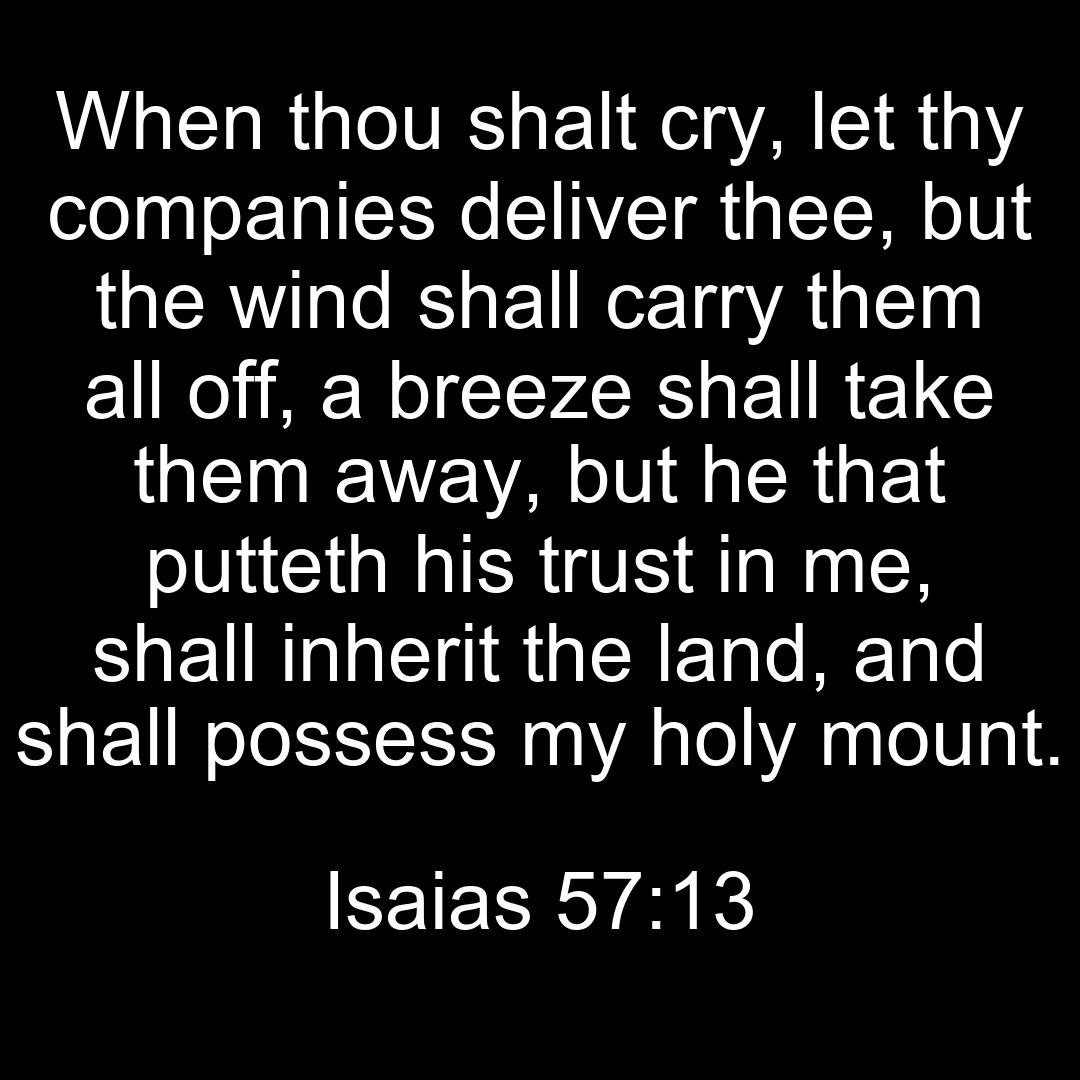 When thou shalt cry, let thy
companies deliver thee, but
the wind shall carry them
all off, a breeze shall take
them away, but he that
putteth his trust in me,
shall inherit the land, and
shall possess my holy mount.
Isaias 57:13